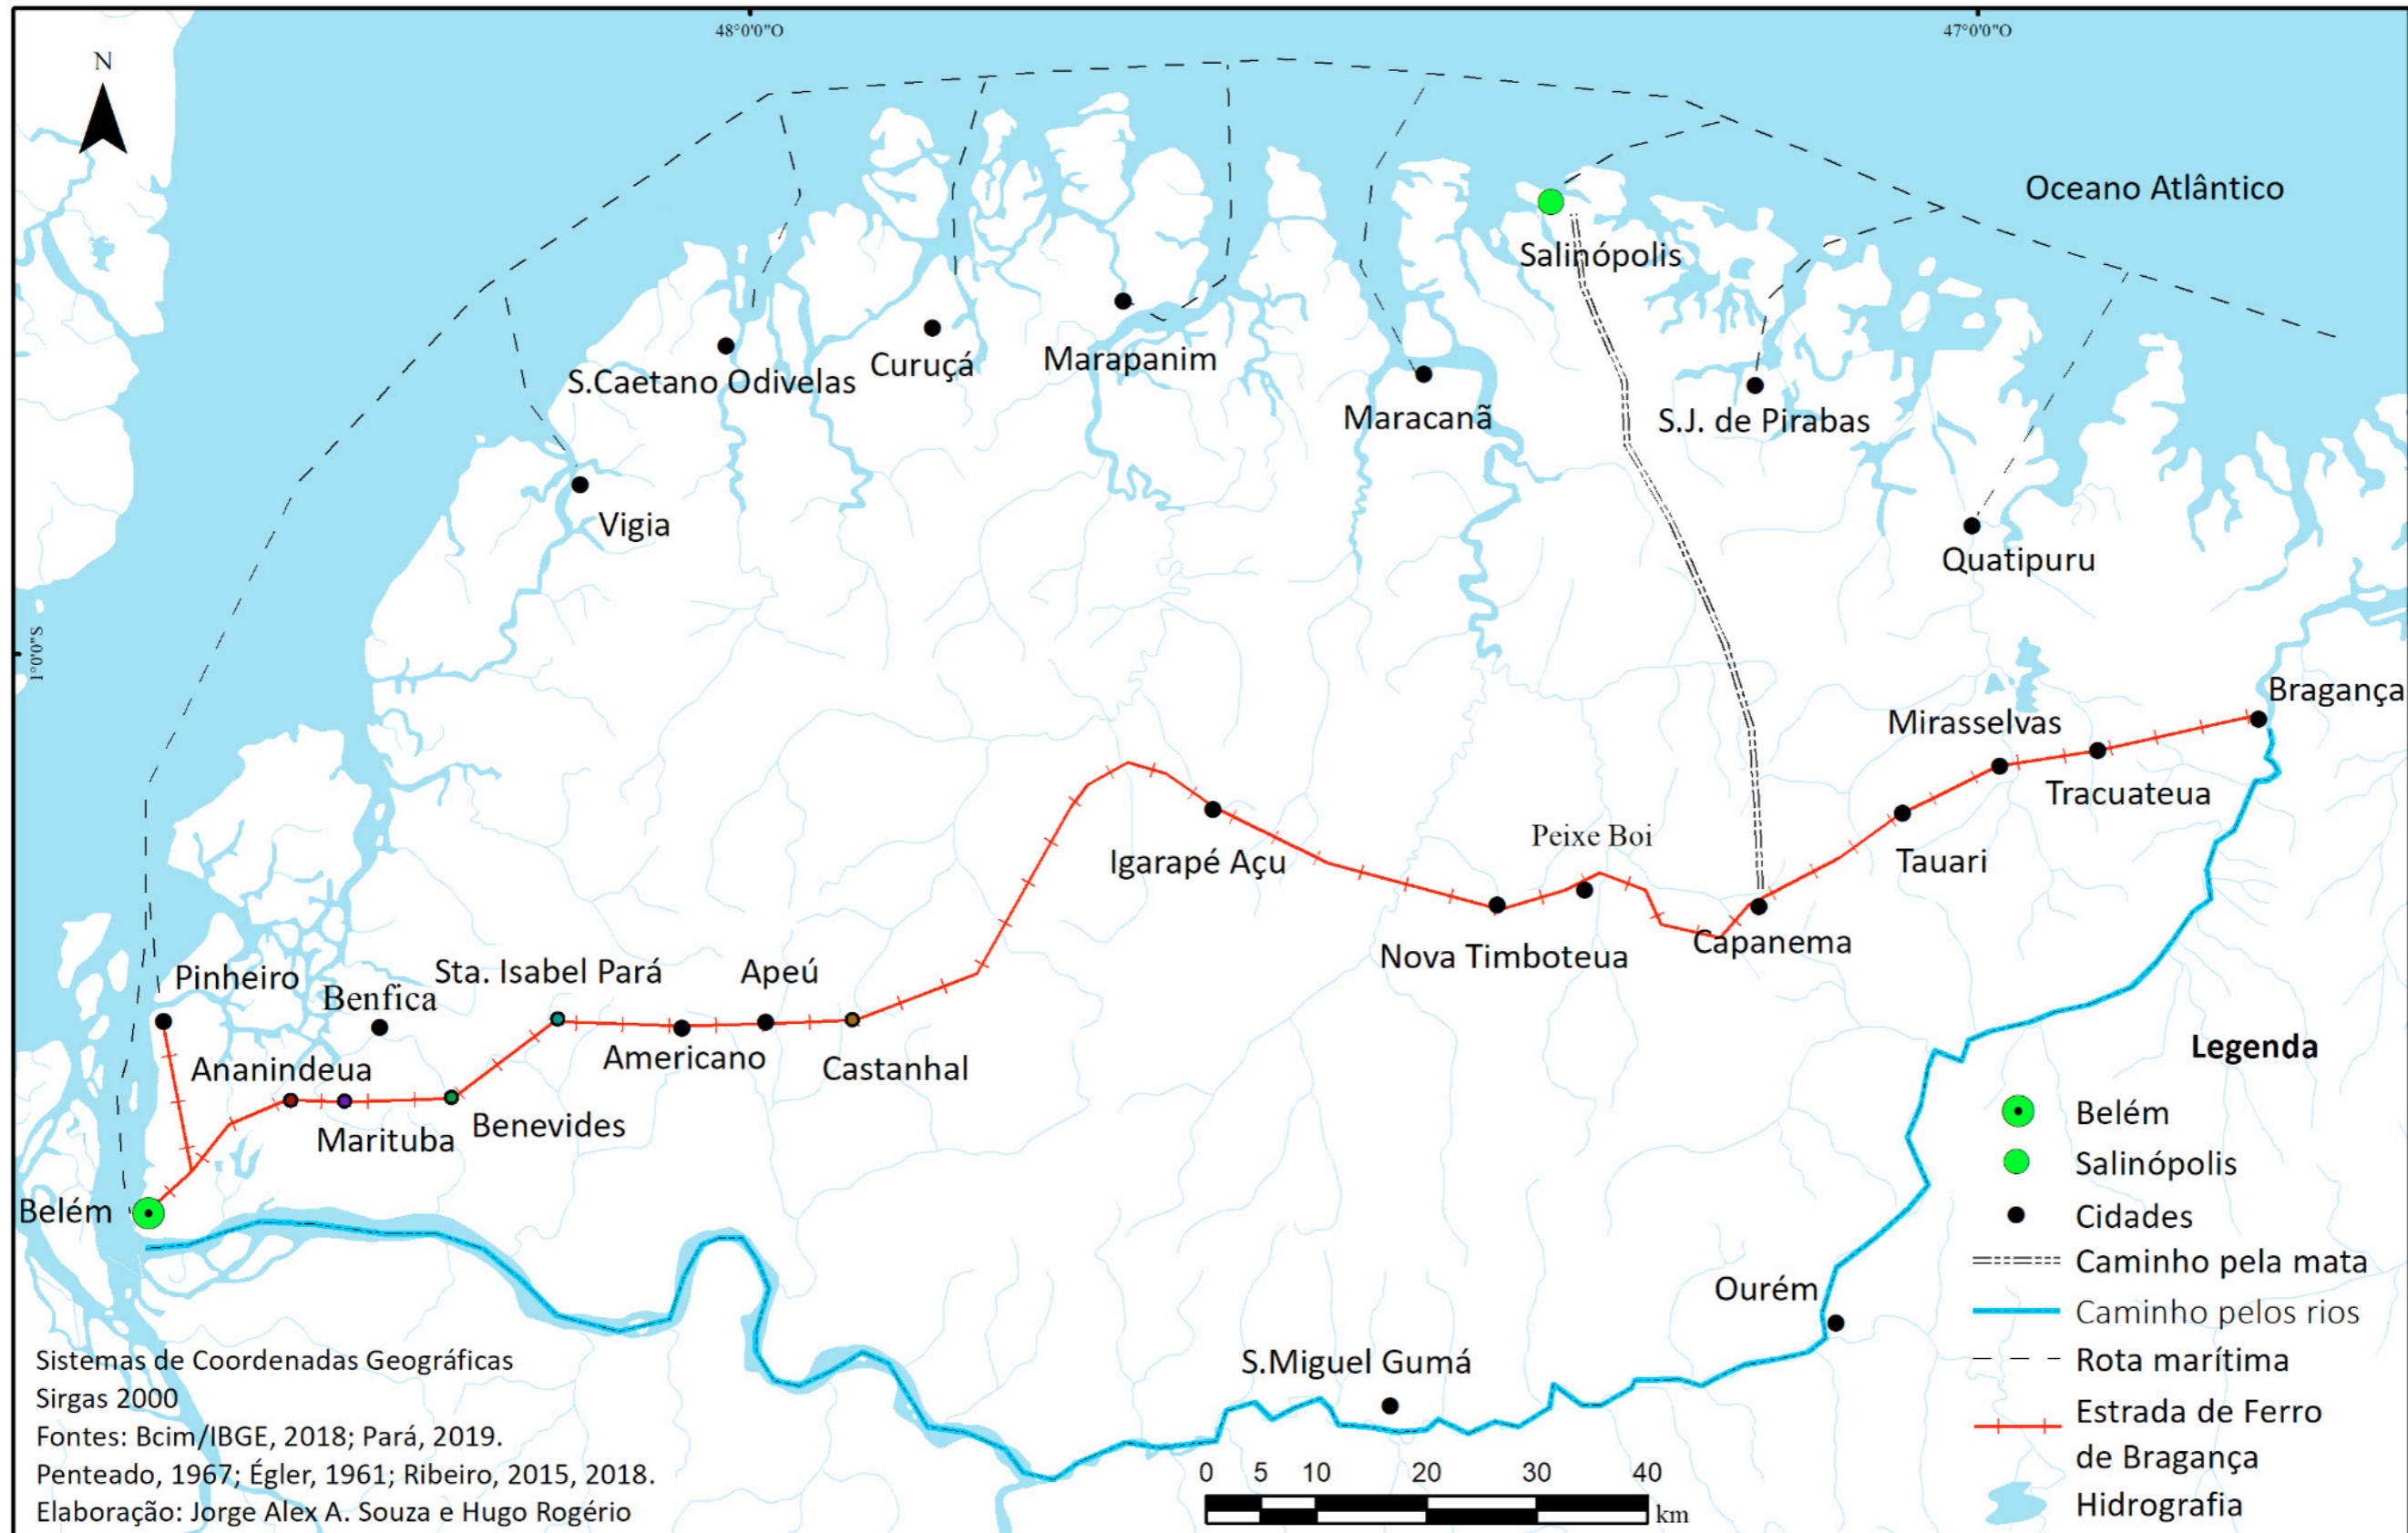 48°0'0"O
47°0'0"O
N
Oceano Atlântico
Salinópolis
S.Caetano Odivelas
Curuçá
Marapanim
Maracanã
S.J. de Pirabas
Vigia
Quatipuru
1°0'0"S
Bragança
Mirasselvas
Tracuateua
Peixe Boi
Igarapé Açu
Tauari
Nova Timboteua
Capanema
Pinheiro
Benfica
Sta. Isabel Pará
Apeú
Ananindeua
Americano
Castanhal
Marituba
Benevides
Belém
Ourém
S.Miguel Gumá
Legenda
Belém
Salinópolis
Cidades
Caminho pela mata
Caminho pelos rios
Rota marítima
Estrada de Ferro
de Bragança
Hidrografia
Sistemas de Coordenadas Geográficas
Sirgas 2000
Fontes: Bcim/IBGE, 2018; Pará, 2019.
Penteado, 1967; Égler, 1961; Ribeiro, 2015, 2018.
Elaboração: Jorge Alex A. Souza e Hugo Rogério
0 5 10 20 30 40
km